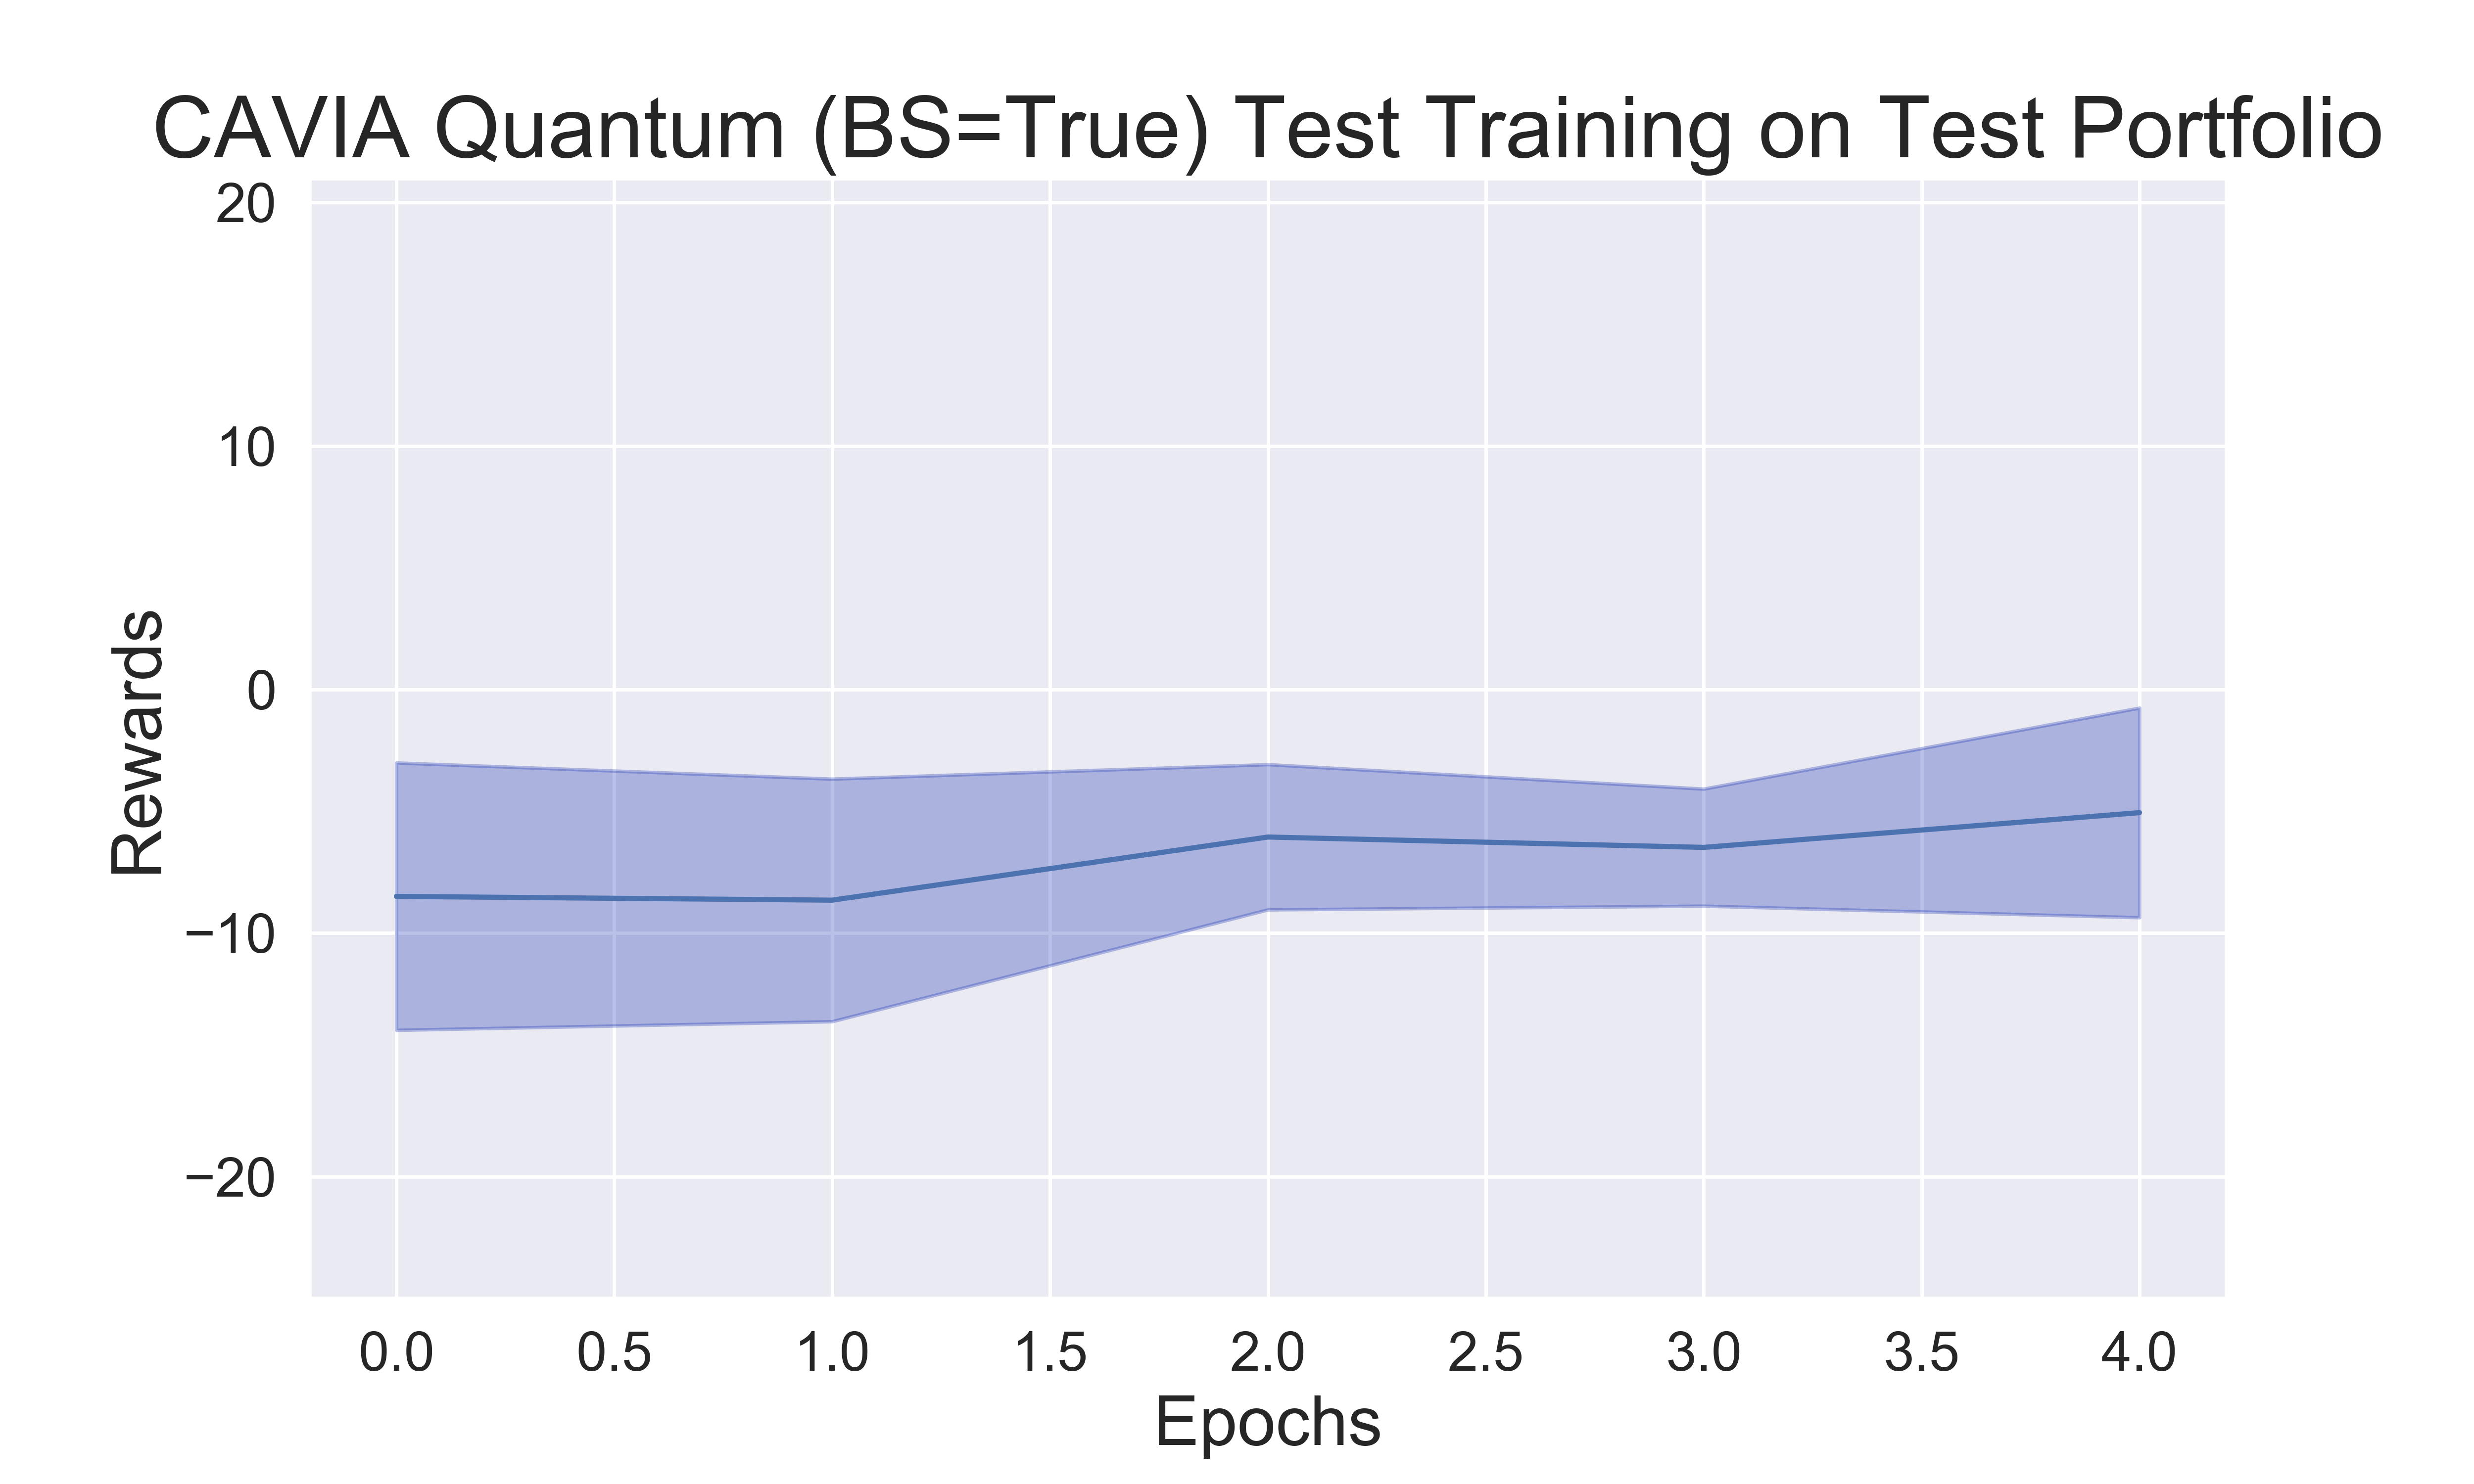 CAVIA Quantum (BS=True) Test Training on Test Portfolio
20
10
0
−10
−20
Rewards
0.0 0.5 1.0 1.5 2.0 2.5 3.0 3.5 4.0
Epochs